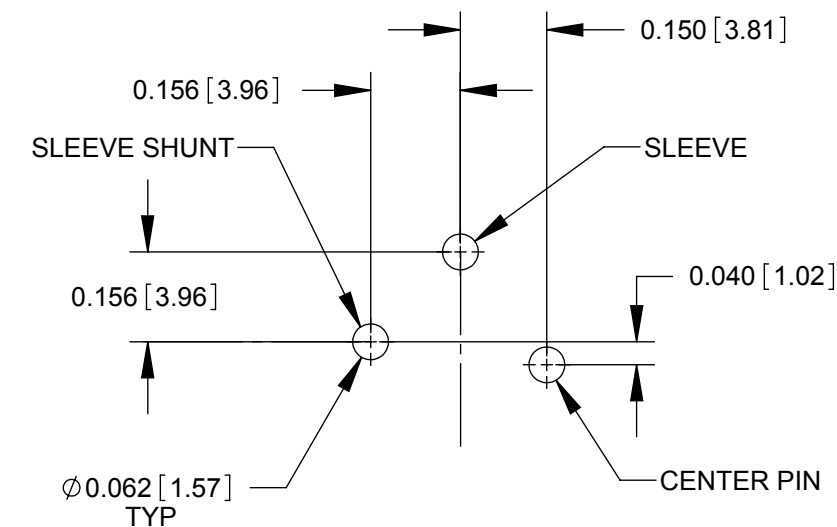 0.150 [3.81]
0.156 [3.96]
SLEEVE SHUNT
SLEEVE
0.040 [1.02]
0.156 [3.96]
⌀0.062 [1.57]
TYP
CENTER PIN